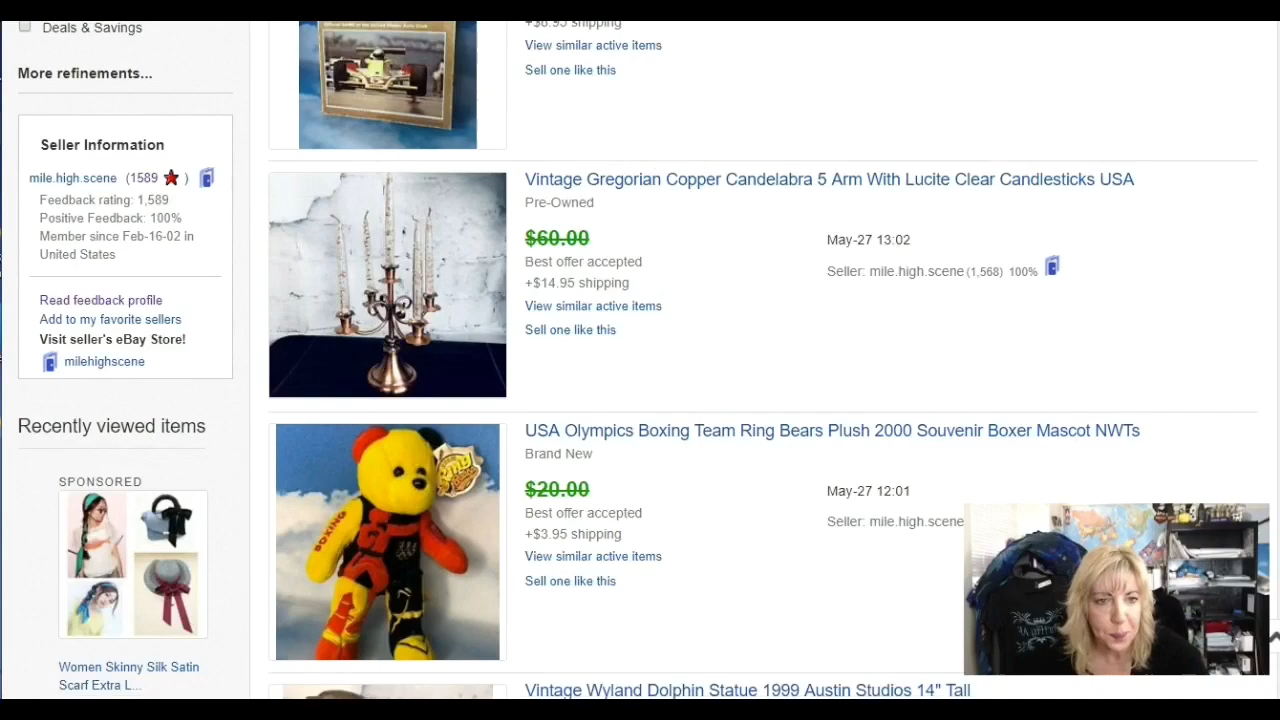 Deals & Savings
More refinements...
Seller Information
mile.high.scene (1589 )
Feedback rating: 1,589
Positive Feedback: 100%
Member since Feb-16-02 in
United States
Read feedback profile
Add to my favorite sellers
Visit seller's eBay Store!
milehighscene
Recently viewed items
SPONSORED
Women Skinny Silk Satin
Scarf Extra L...
+$6.95 shipping
View similar active items
Sell one like this
Vintage Gregorian Copper Candelabra 5 Arm With Lucite Clear Candlesticks USA
Pre-Owned
$60.00
Best offer accepted
+$14.95 shipping
View similar active items
Sell one like this
May-27 13:02
Seller: mile.high.scene (1,568) 100%
USA Olympics Boxing Team Ring Bears Plush 2000 Souvenir Boxer Mascot NWTs
Brand New
$20.00
Best offer accepted
+$3.95 shipping
View similar active items
Sell one like this
May-27 12:01
Seller: mile.high.scene
BOXING
Vintage Wyland Dolphin Statue 1999 Austin Studios 14" Tall